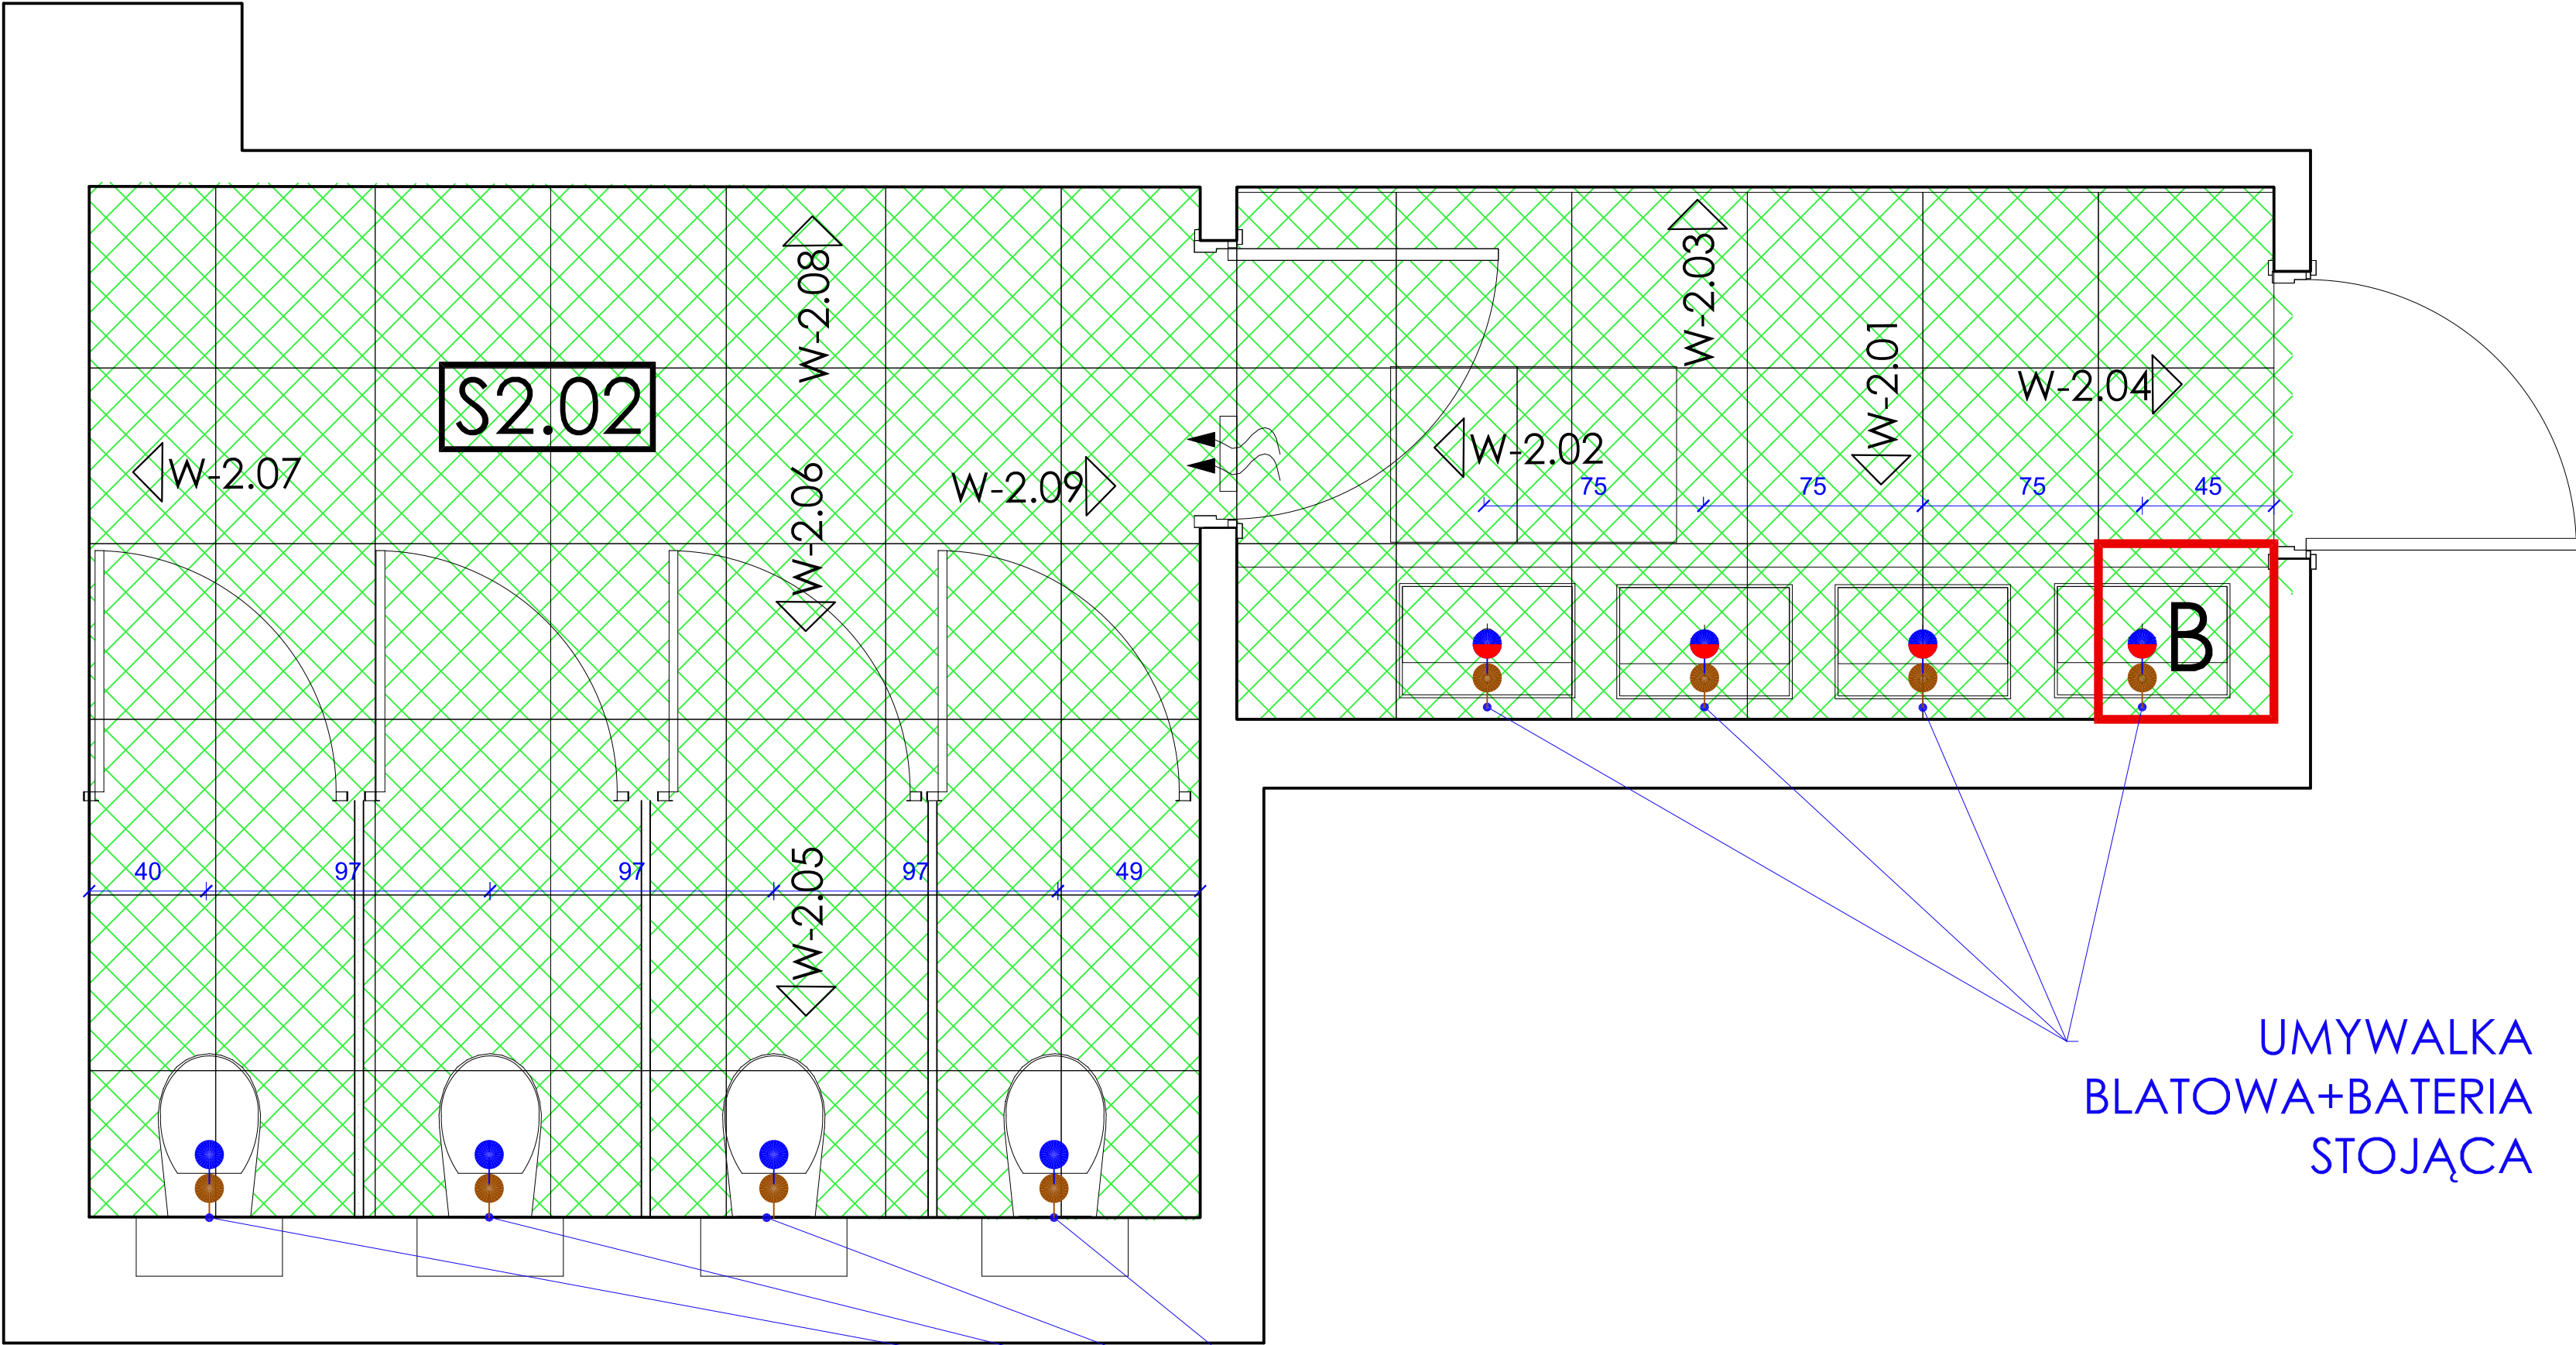 W-2.08
W-2.03
W-2.01
W-2.04
S2.02
W-2.07
W-2.06
W-2.09
W-2.02
75
75
75
45
B
40
97
97
97
49
W-2.05
UMYWALKA
BLATOWA+BATERIA
STOJĄCA